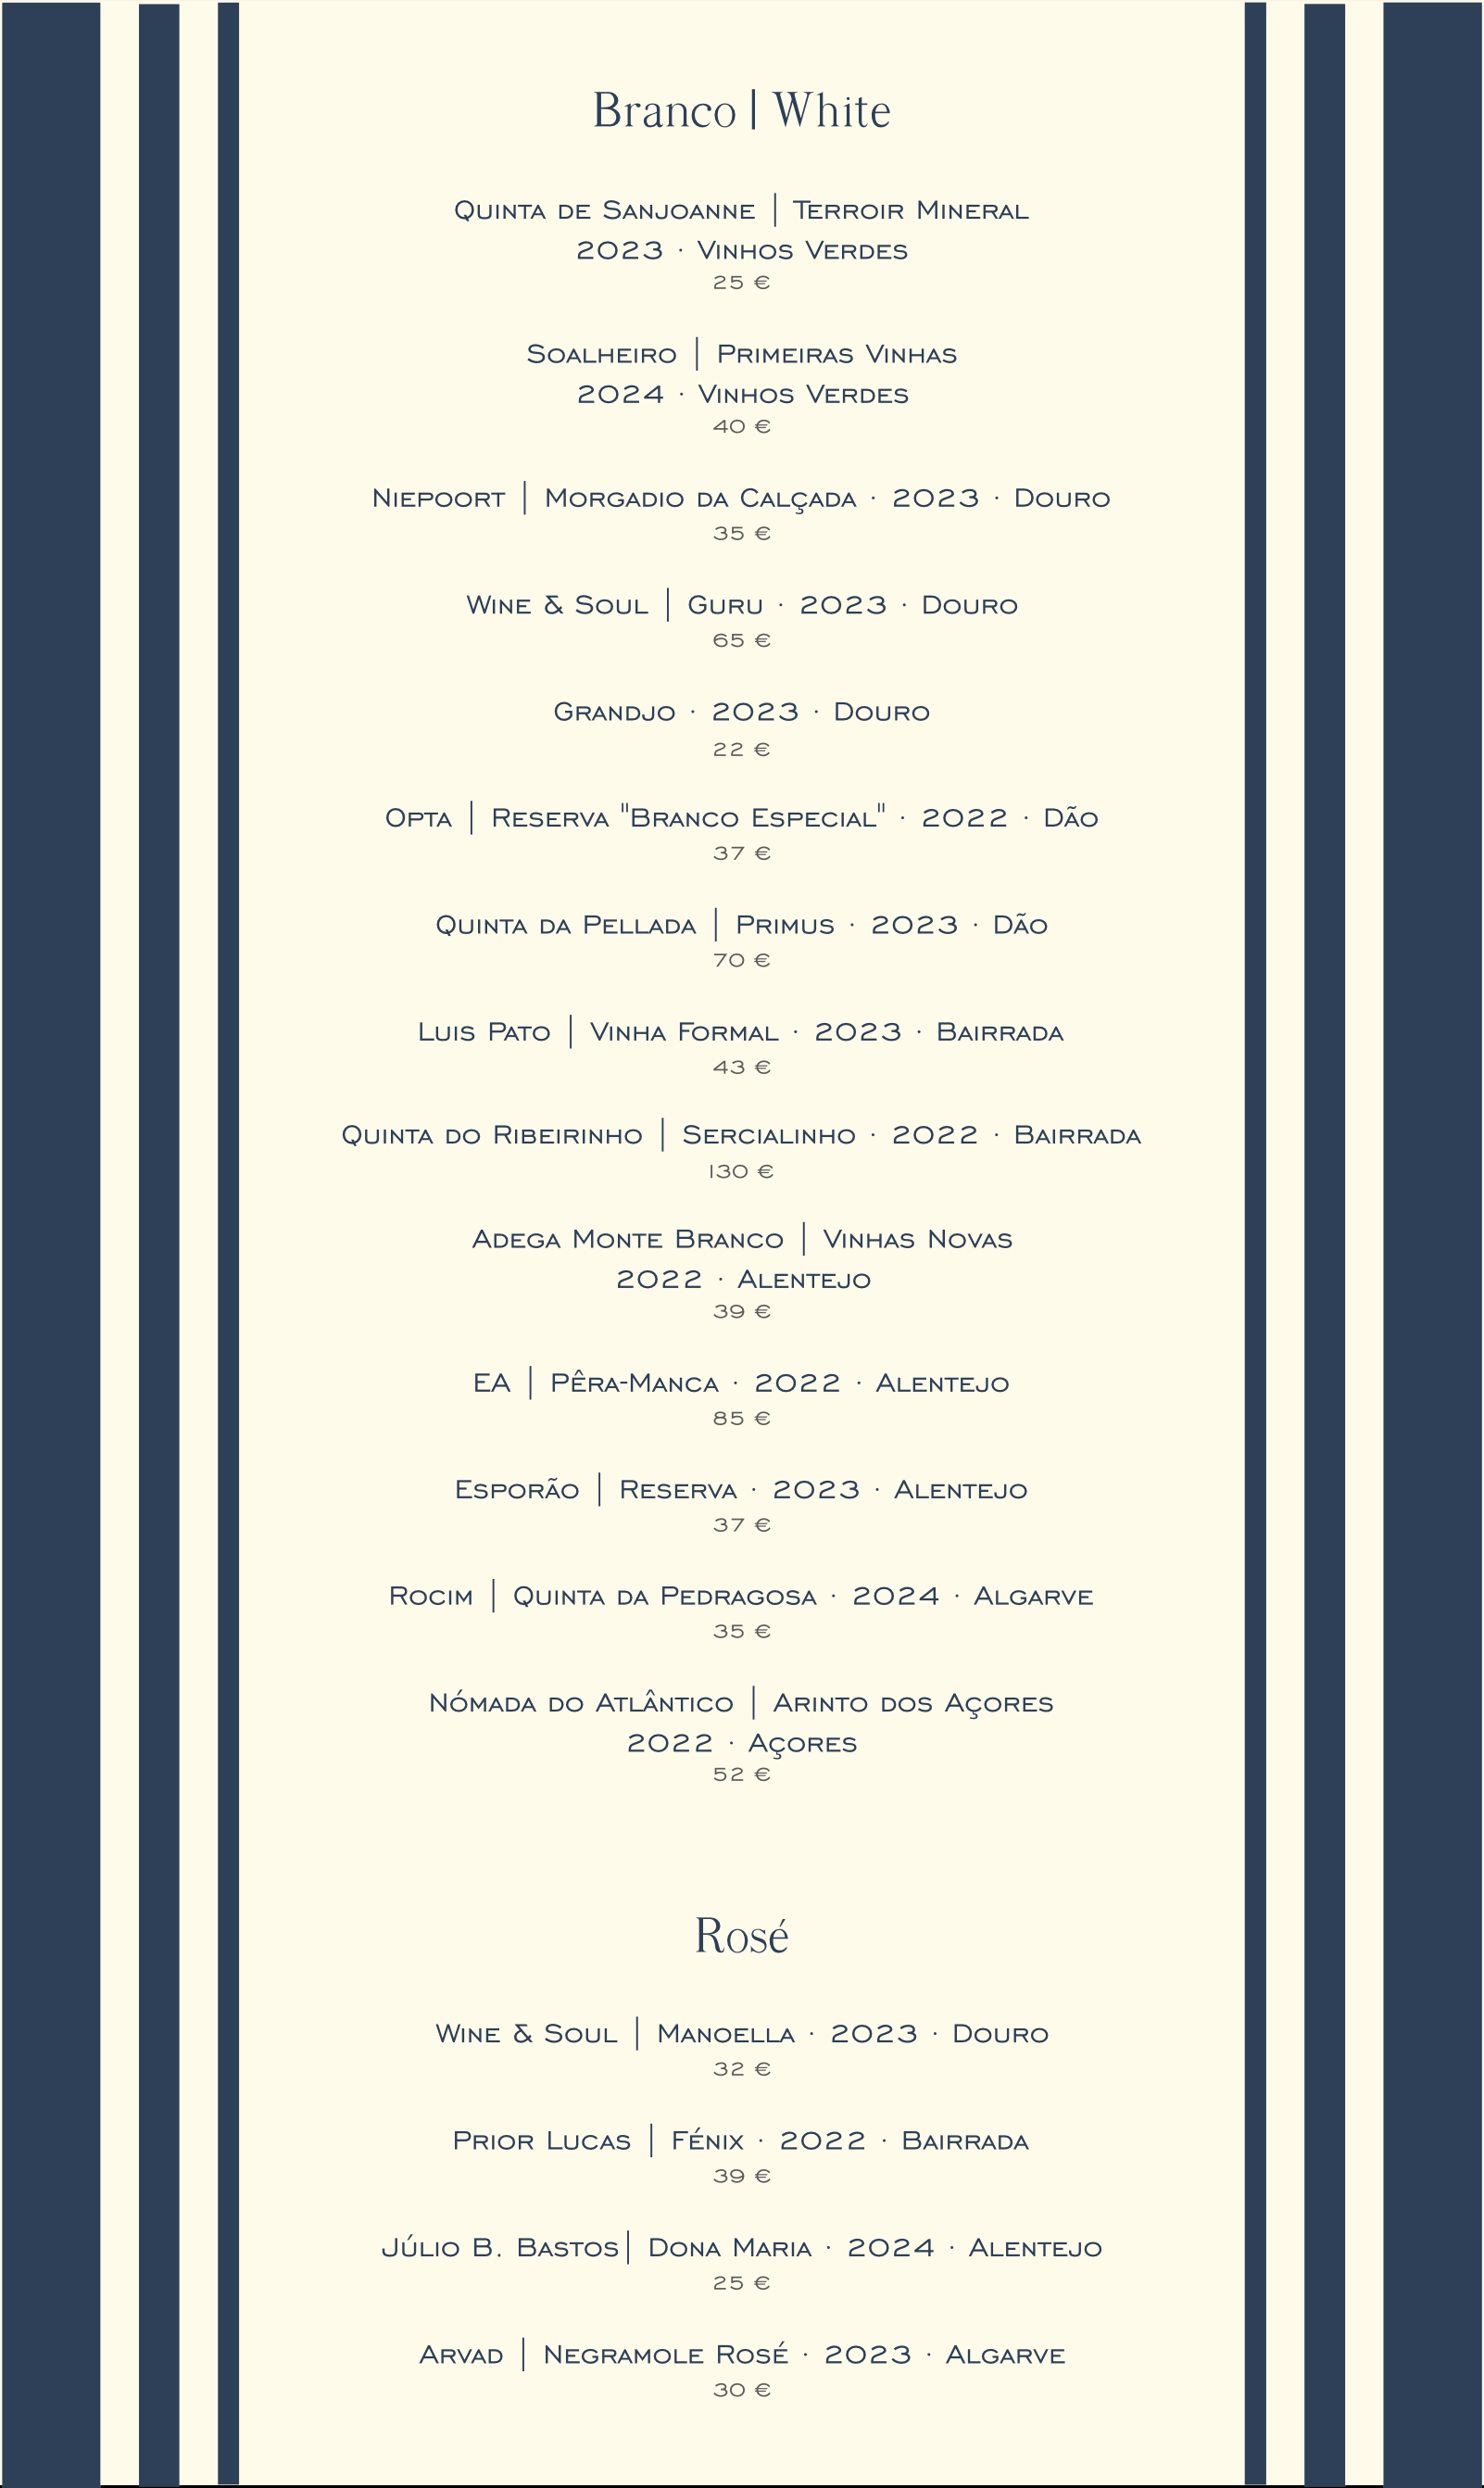 Branco | White
Quinta de Sanjoanne | Terroir Mineral
2023 · Vinhos Verdes
25 €
Soalheiro | Primeiras Vinhas
2024 · Vinhos Verdes
40 €
Niepoort | Morgadio da Calçada · 2023 · Douro
35 €
Wine & Soul | Guru · 2023 · Douro
65 €
Grandjo · 2023 · Douro
22 €
Opta | Reserva "Branco Especial" · 2022 · Dão
37 €
Quinta da Pellada | Primus · 2023 · Dão
70 €
Luis Pato | Vinha Formal · 2023 · Bairrada
43 €
Quinta do Ribeirinho | Sercialinho · 2022 · Bairrada
130 €
Adega Monte Branco | Vinhas Novas
2022 · Alentejo
39 €
EA | Pêra-Manca · 2022 · Alentejo
85 €
Esporão | Reserva · 2023 · Alentejo
37 €
Rocim | Quinta da Pedragosa · 2024 · Algarve
35 €
Nómada do Atlântico | Arinto dos Açores
2022 · Açores
52 €
Rosé
Wine & Soul | Manoella · 2023 · Douro
32 €
Prior Lucas | Fénix · 2022 · Bairrada
39 €
Júlio B. Bastos| Dona Maria · 2024 · Alentejo
25 €
Arvad | Negramole Rosé · 2023 · Algarve
30 €